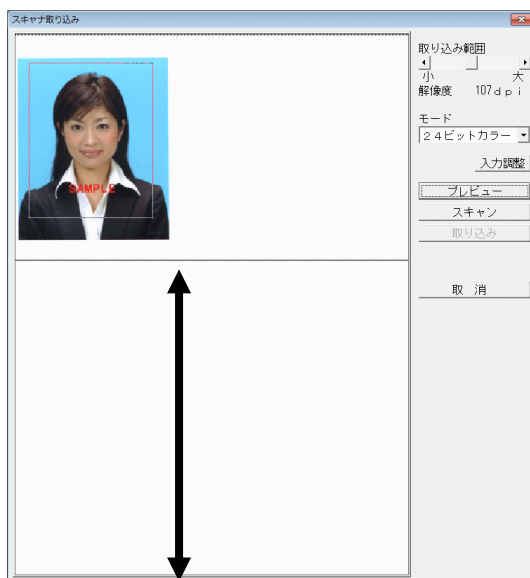 スキャナ取り込み
SAMPLE
取り込み範囲
小 大
解像度 107dpi
モード
24ビットカラー
入力調整
プレビュー
スキャン
取り込み
取 消